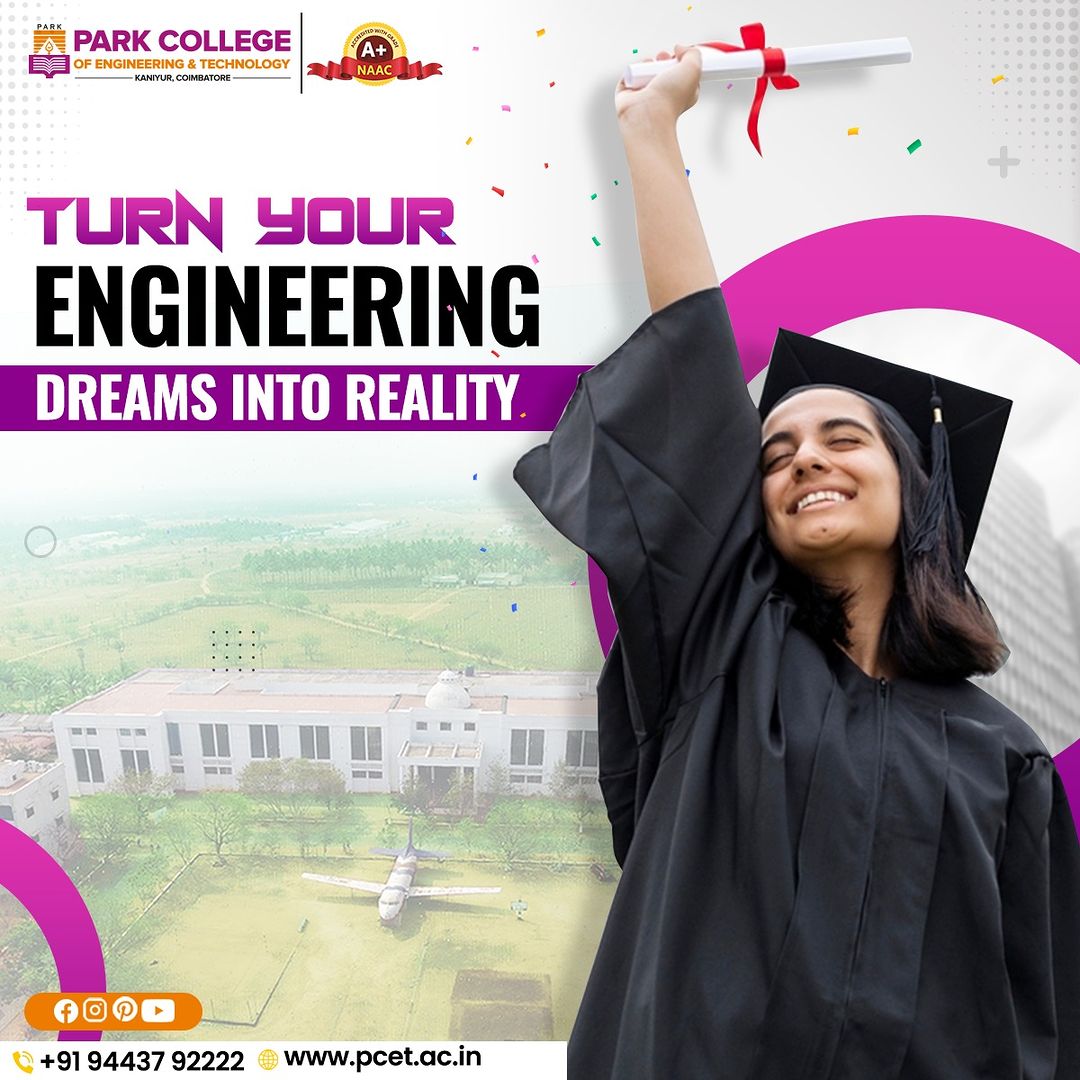 PARK
PARK COLLEGE
OF ENGINEERING & TECHNOLOGY
KANIYUR, COIMBATORE
ACCREDITED WITH GRADE
A+
NAAC
TURN YOUR
ENGINEERING
DREAMS INTO REALITY
+91 94437 92222
www.pcet.ac.in